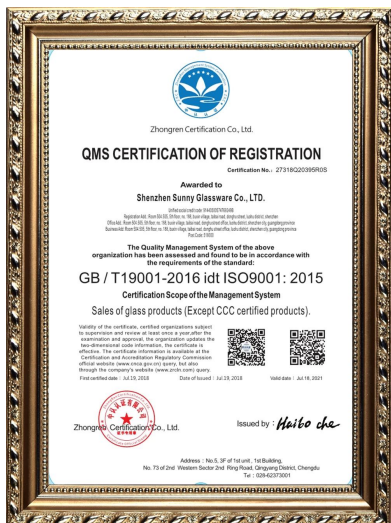 Zhongren Certification Co., Ltd.
QMS CERTIFICATION OF REGISTRATION
Certification No.: 27318Q20395R0S
Awarded to
Shenzhen Sunny Glassware Co., LTD.
The Quality Management System of the above
organization has been assessed and found to be in accordance with
the requirements of the standard:
GB / T19001-2016 idt ISO9001: 2015
Certification Scope of the Management System
Sales of glass products (Except CCC certified products).
Validity of the certificate, certified organizations subject
to supervision and review at least once a year, after the
examination and approval, the organization updates the
two-dimensional code information, the certificate is
effective. The certificate information is available at the
Certification and Accreditation Regulatory Commission
official website (www.cnca.gov.cn) query, but also
through the company's website (www.zrcln.com) query.
First certified date : Jul.19, 2018 Date of Issued : Jul.19, 2018 Valid date : Jul.18, 2021
Zhongren Certification Co., Ltd.
Issued by : Haibo che
Address : No.5, 3F of 1st unit , 1st Building,
No. 73 of 2nd Western Sector 2nd Ring Road, Qingyang District, Chengdu
Tel : 028-62373001